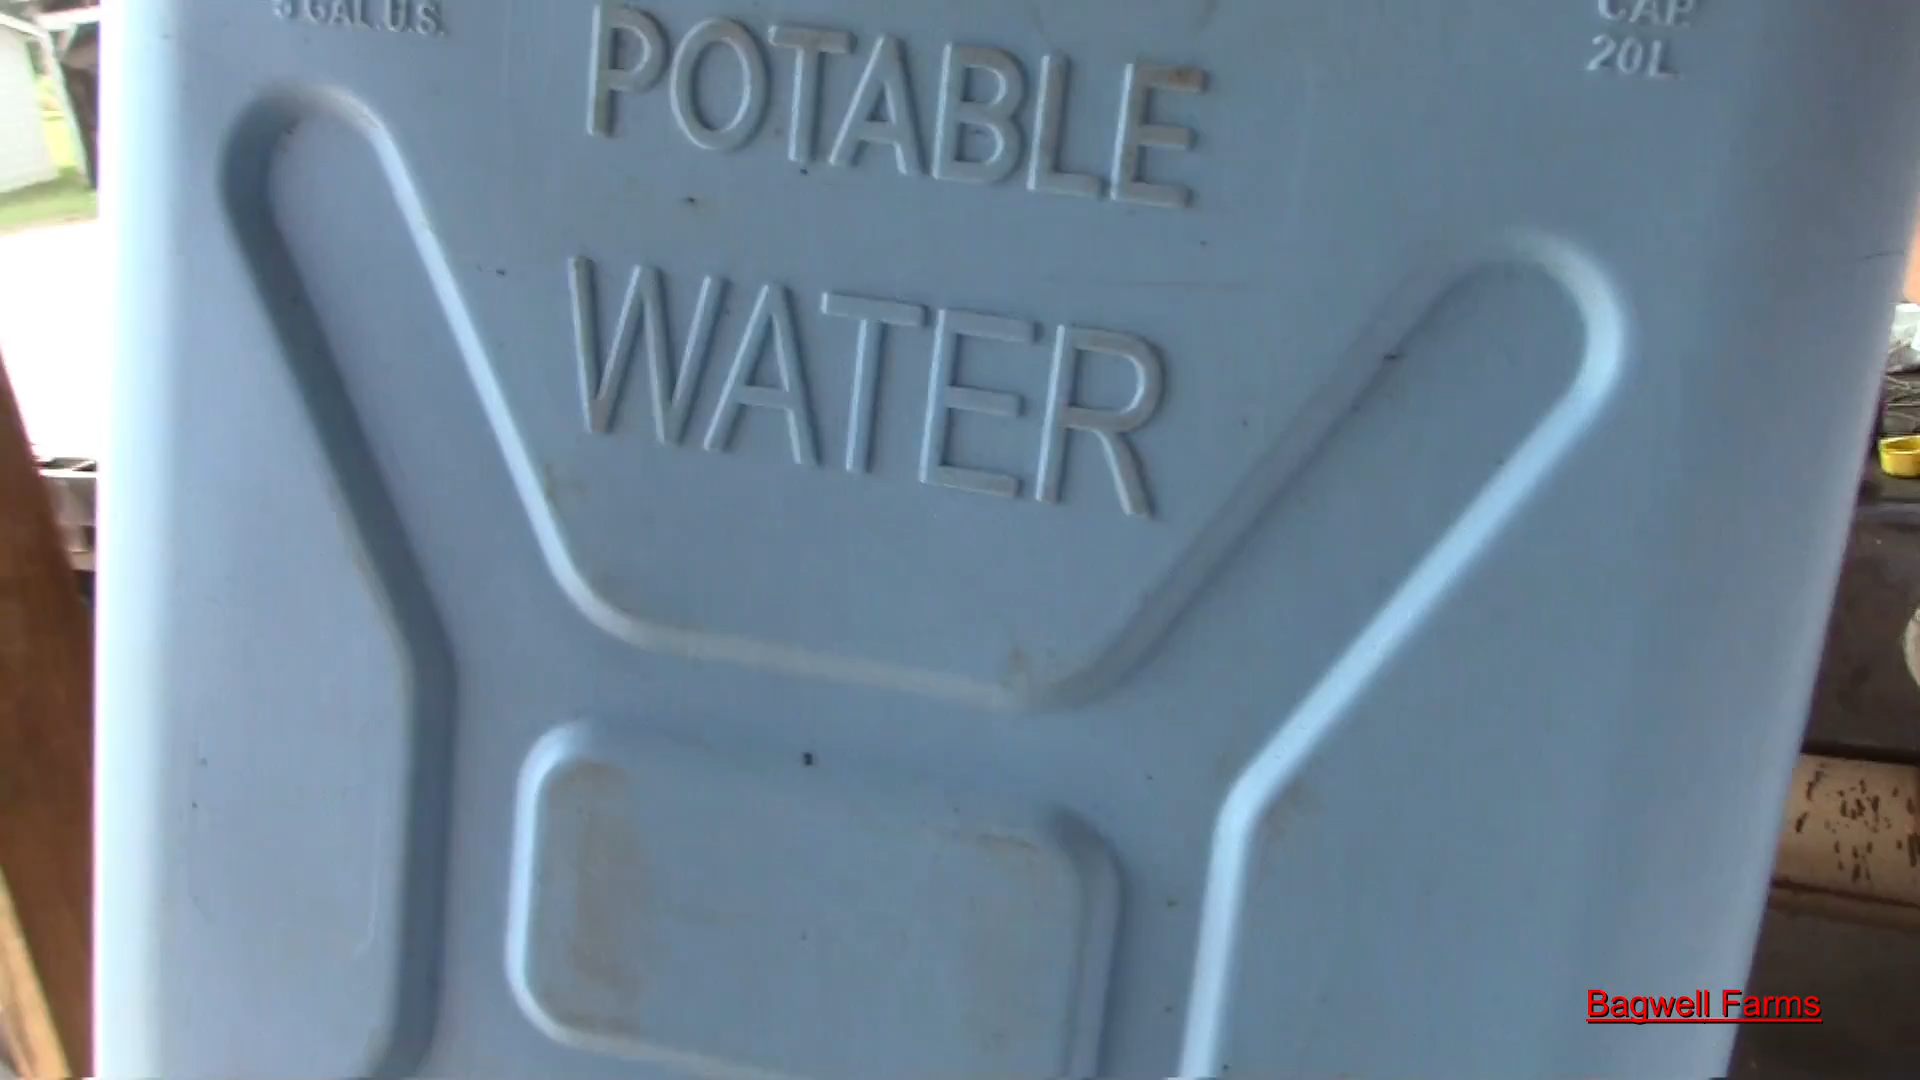 5 GAL. U.S.
POTABLE
WATER
CAP.
20L
Bagwell Farms